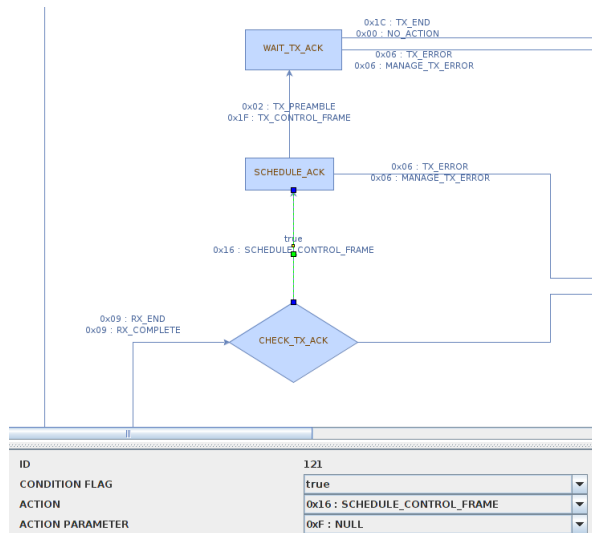 0x1C : TX_END
0x00 : NO_ACTION
WAIT_TX_ACK
0x06 : TX_ERROR
0x06 : MANAGE_TX_ERROR
0x02 : TX_PREAMBLE
0x1F : TX_CONTROL_FRAME
SCHEDULE_ACK
0x06 : TX_ERROR
0x06 : MANAGE_TX_ERROR
true
0x16 : SCHEDULE_CONTROL_FRAME
0x09 : RX_END
0x09 : RX_COMPLETE
CHECK_TX_ACK
ID 121
CONDITION FLAG true
ACTION 0x16 : SCHEDULE_CONTROL_FRAME
ACTION PARAMETER 0xF : NULL